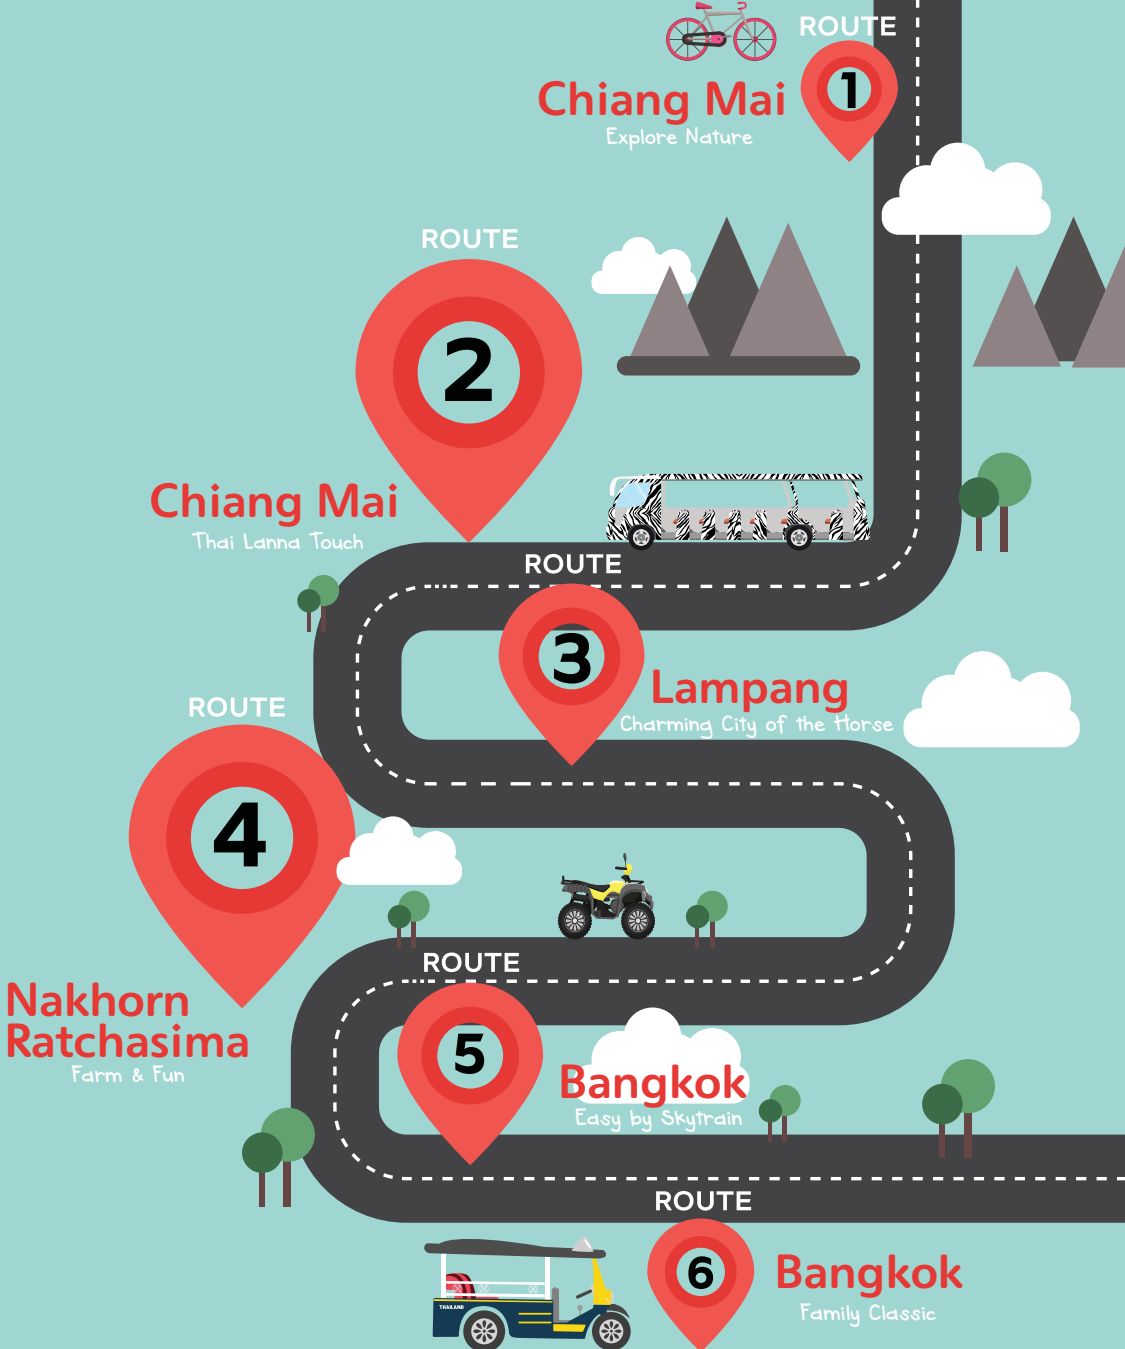 ROUTE
1
Chiang Mai
Explore Nature
ROUTE
2
Chiang Mai
Thai Lanna Touch
ROUTE
3
Lampang
Charming City of the Horse
ROUTE
4
Nakhorn
Ratchasima
Farm & Fun
ROUTE
5
Bangkok
Easy by Skytrain
ROUTE
6
Bangkok
Family Classic
THAILAND